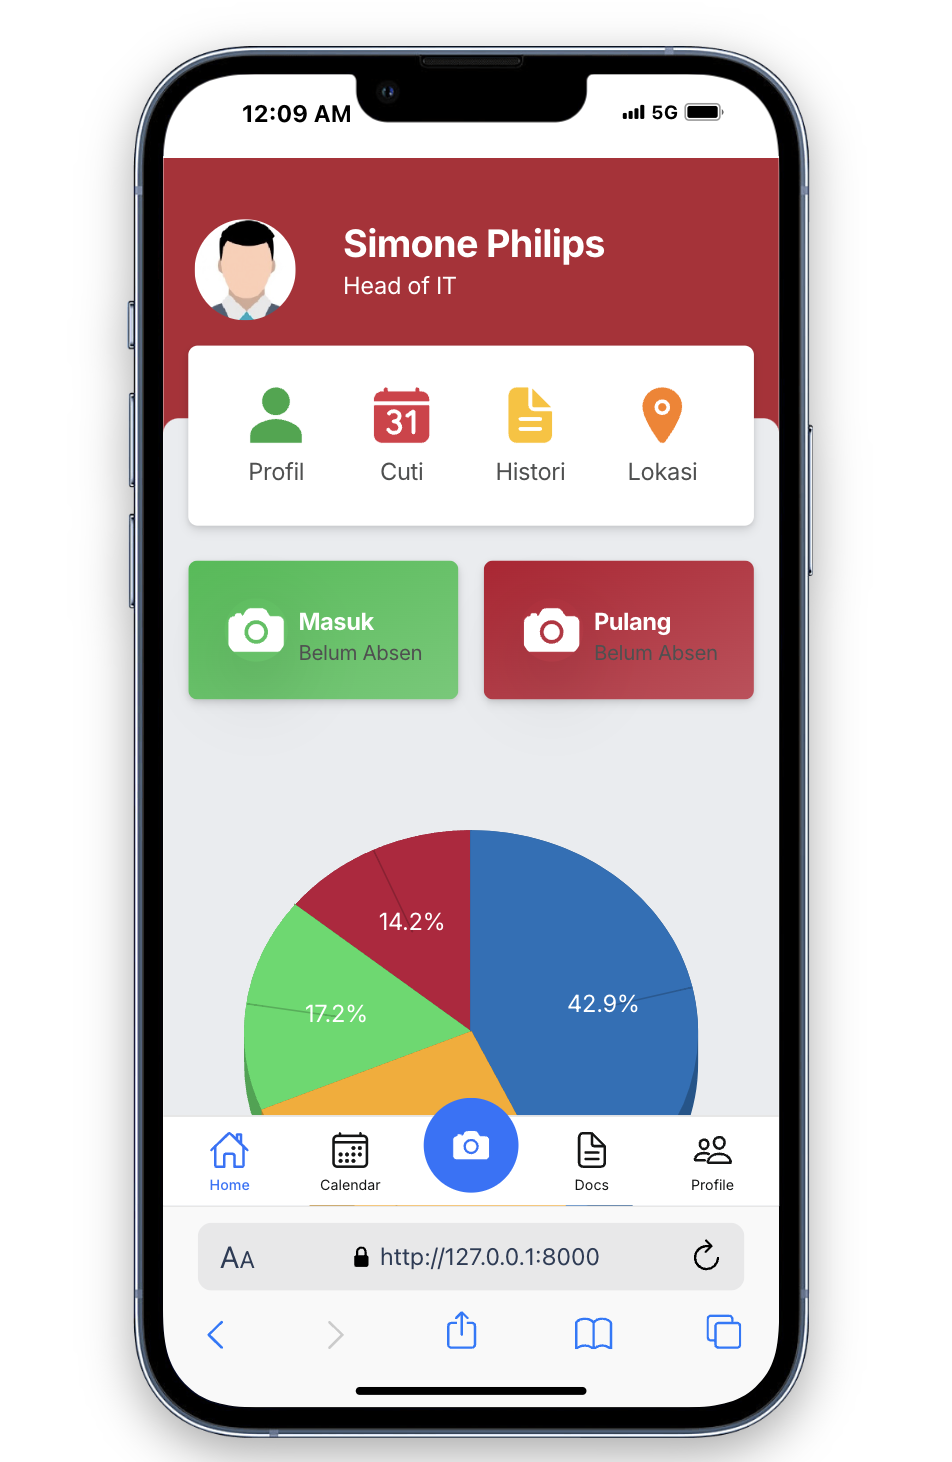 12:09 AM 5G
Simone Philips
Head of IT
31
Profil Cuti Histori Lokasi
Masuk Pulang
Belum Absen Belum Absen
14.2%
42.9%
17.2%
Home Calendar Docs Profile
AA http://127.0.0.1:8000